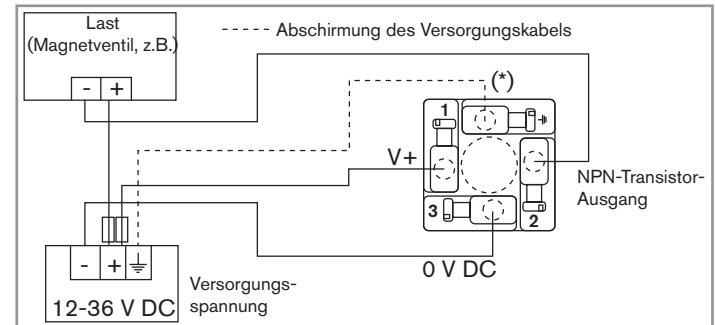 Last
(Magnetventil, z.B.)
- +
Abschirmung des Versorgungskabels
(*)
1
V+
3
2
NPN-Transistor-
Ausgang
0 V DC
- +
12-36 V DC
Versorgungs-
spannung